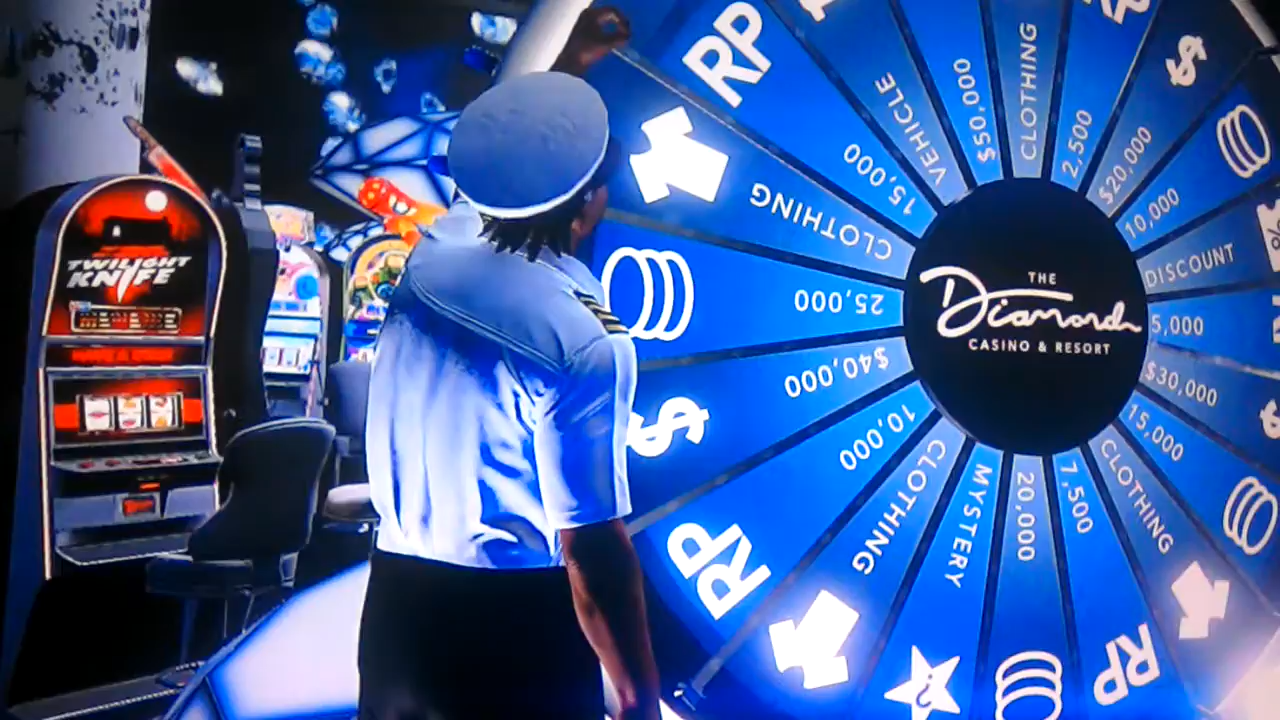 TWILIGHT
KNIFE
RP
15,000
VEHICLE
$50,000
CLOTHING
2,500
$
$20,000
10,000
DISCOUNT
5,000
$30,000
15,000
CLOTHING
RP
7,500
20,000
?
MYSTERY
CLOTHING
RP
10,000
$
$40,000
25,000
CLOTHING
THE
Diamond
CASINO & RESORT